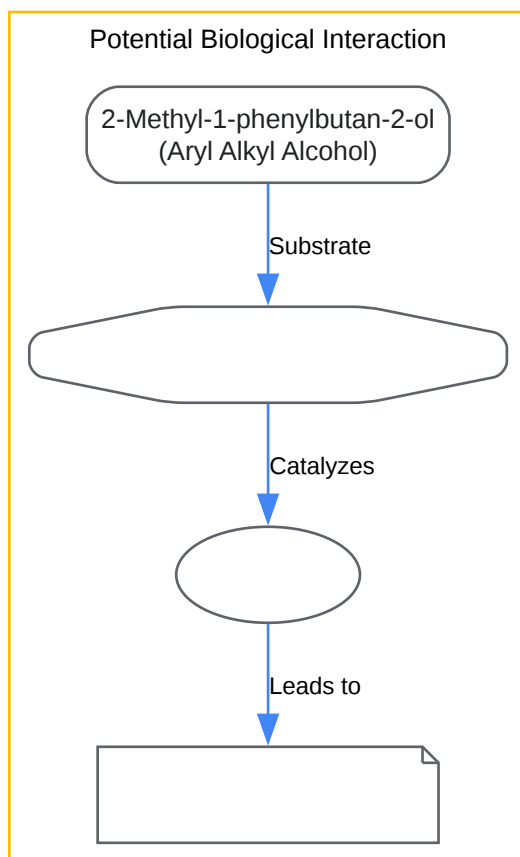 Potential Biological Interaction
2-Methyl-1-phenylbutan-2-ol
(Aryl Alkyl Alcohol)
Substrate
Catalyzes
Leads to